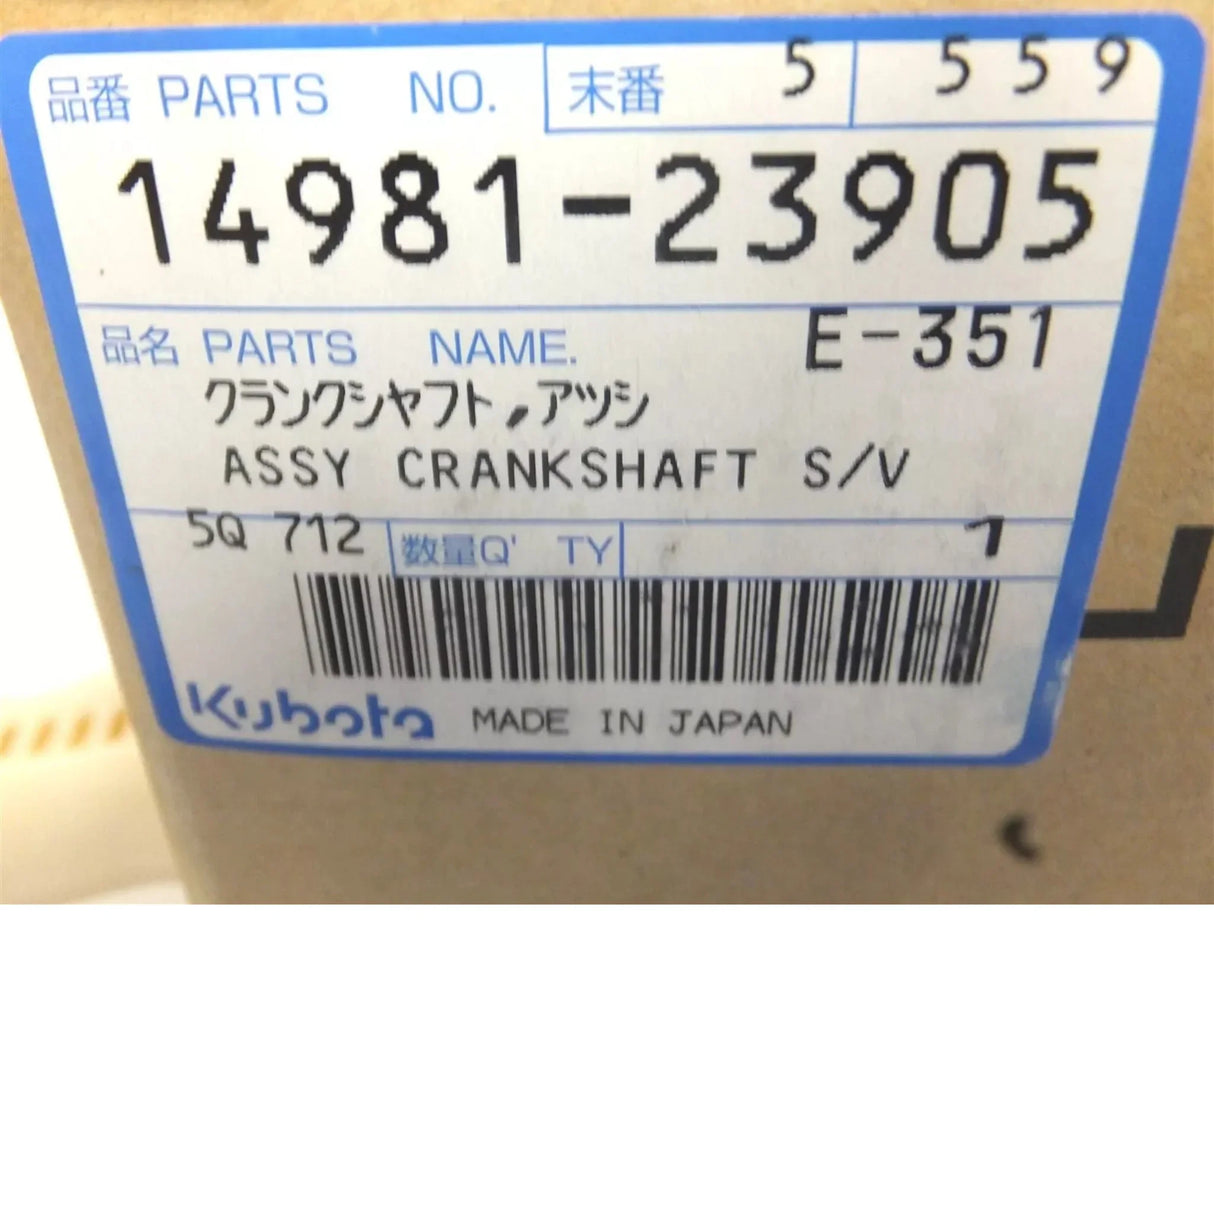 品番 PARTS NO. 末番 5 559
14981-23905
品名 PARTS NAME. E-351
クランクシャフト,アツシ
ASSY CRANKSHAFT S/V
5Q 712 数量Q' TY 1
Kubota MADE IN JAPAN